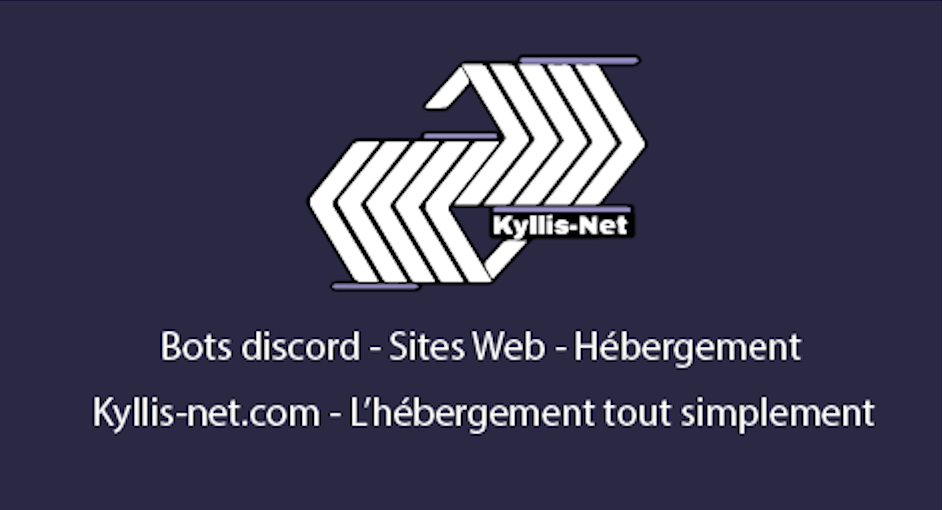 Kyllis-Net
Bots discord - Sites Web - Hébergement
Kyllis-net.com - L’hébergement tout simplement